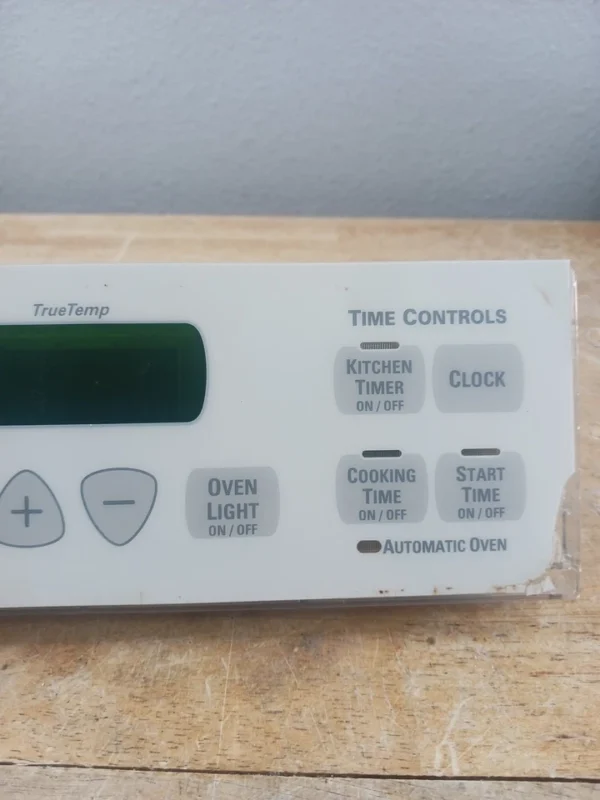 TrueTemp
TIME CONTROLS
KITCHEN
TIMER
ON / OFF
CLOCK
+
−
OVEN
LIGHT
ON / OFF
COOKING
TIME
ON / OFF
START
TIME
ON / OFF
AUTOMATIC OVEN